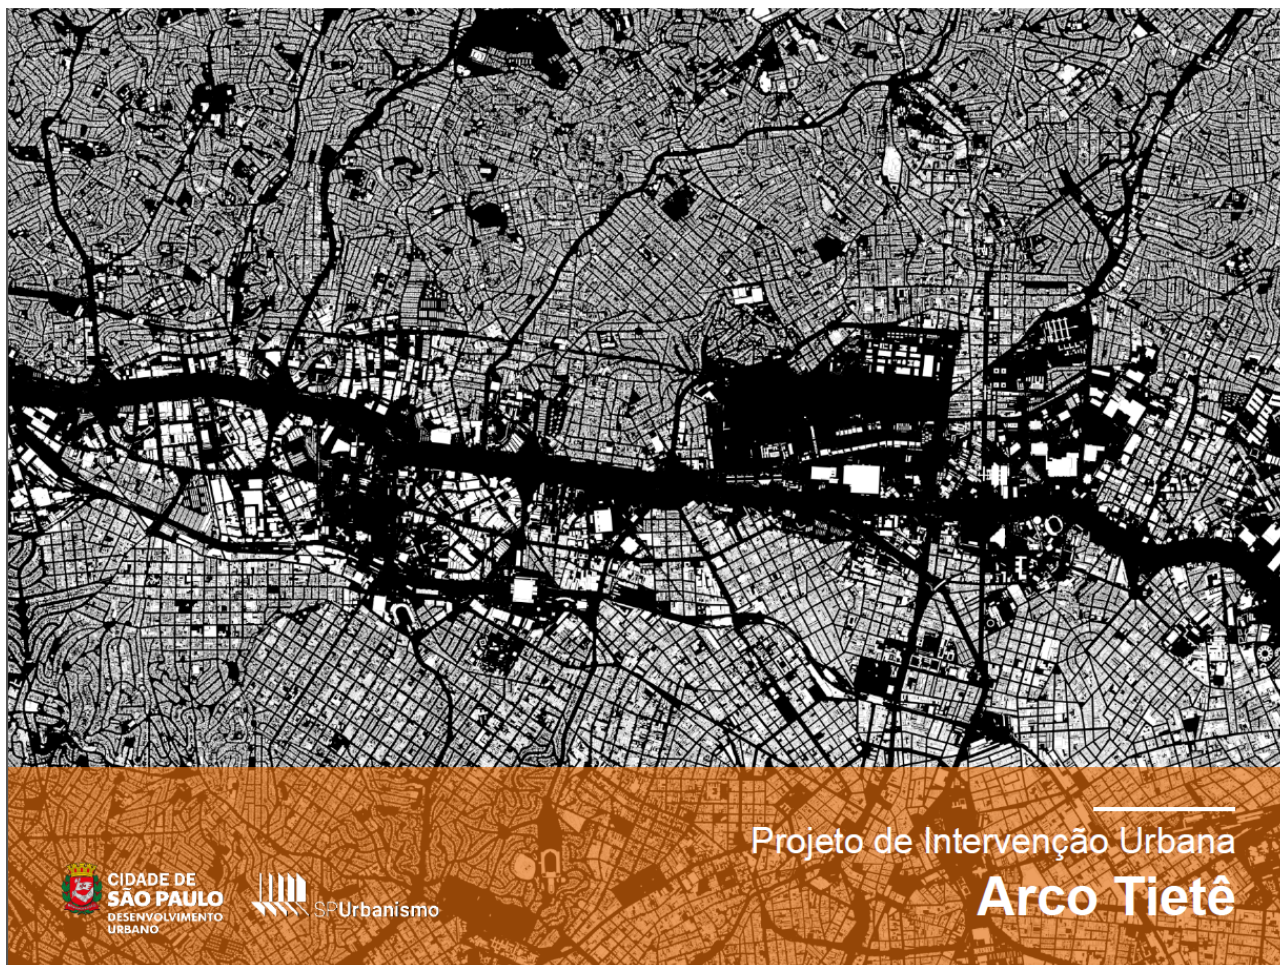 Projeto de Intervenção Urbana
Arco Tietê
CIDADE DE
SÃO PAULO
DESENVOLVIMENTO
URBANO
SPUrbanismo